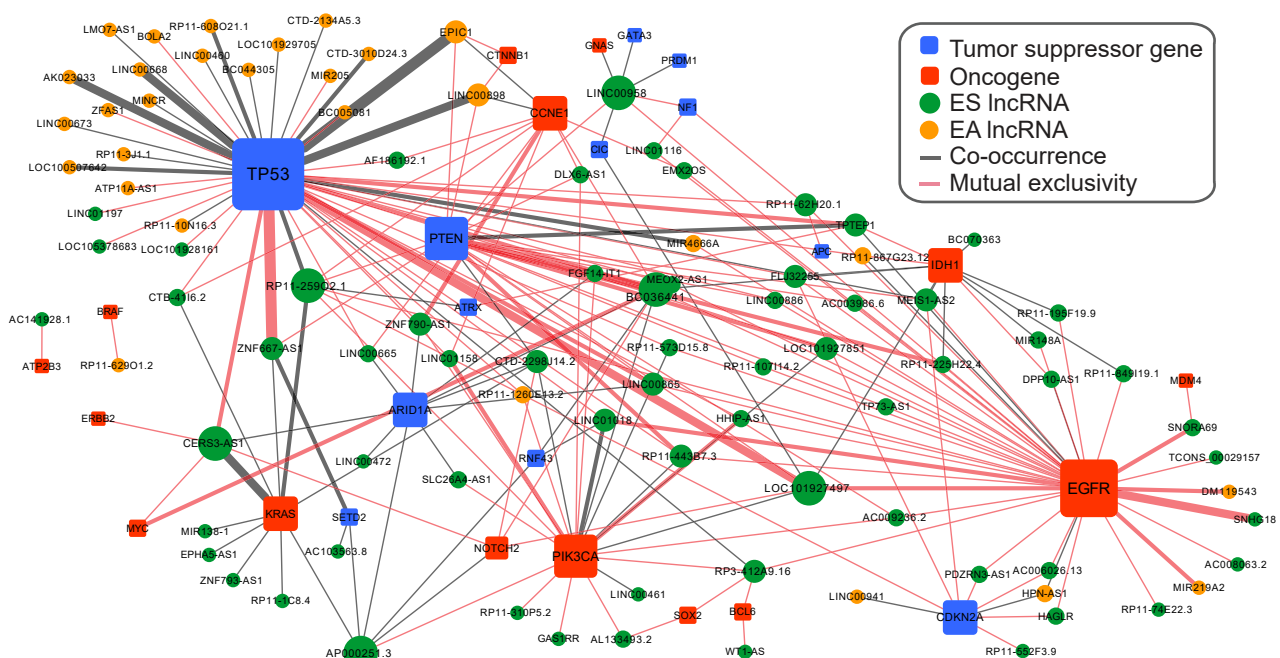 CTD-2134A5.3
RP11-608O21.1
LMO7-AS1
BOLA2
LOC101929705
EPIC1
GNAS
GATA3
CTNNB1
PRDM1
LINC00460
CTD-3010D24.3
LINC00668
BC044305
AK023033
MIR205
LINC00958
LINC00898
MINCR
ZFAS1
BC005081
CCNE1
NF1
LINC00673
CIC
LINC01116
RP11-3J1.1
AF186192.1
LOC100507642
TP53
DLX6-AS1
EMX2OS
ATP11A-AS1
RP11-62H20.1
LINC01197
RP11-10N16.3
TPTEP1
PTEN
MIR4666A
LOC105378683
LOC101928161
APC
RP11-867G23.12
BC070363
IDH1
FGF14-IT1
MEOX2-AS1
FLJ32255
RP11-259O2.1
BC036441
CTB-41I6.2
LINC00886
AC003986.6
MEIS1-AS2
ATRX
RP11-195F19.9
BRAF
AC141928.1
ZNF790-AS1
MIR148A
ZNF667-AS1
LINC00665
LINC01158
CTD-2298J14.2
RP11-573D15.8
LOC101927851
RP11-107I14.2
RP11-225H22.4
ATP2B3
RP11-629O1.2
DPP10-AS1
RP11-849I19.1
LINC00865
MDM4
RP11-1260E13.2
ARID1A
TP73-AS1
ERBB2
LINC01018
HHIP-AS1
SNORA69
CERS3-AS1
RNF43
RP11-443B7.3
TCONS_00029157
LINC00472
SLC26A4-AS1
LOC101927497
EGFR
DM119543
KRAS
SETD2
AC009236.2
SNHG18
MYC
MIR138-1
NOTCH2
PIK3CA
AC103563.8
EPHA5-AS1
AC008063.2
RP3-412A9.16
PDZRN3-AS1
AC006026.13
ZNF793-AS1
MIR219A2
HPN-AS1
RP11-1C8.4
LINC00461
LINC00941
RP11-310P5.2
SOX2
BCL6
CDKN2A
HAGLR
RP11-74E22.3
GAS1RR
AL133493.2
AP000251.3
WT1-AS
RP11-552F3.9
Tumor suppressor gene
Oncogene
ES lncRNA
EA lncRNA
Co-occurrence
Mutual exclusivity